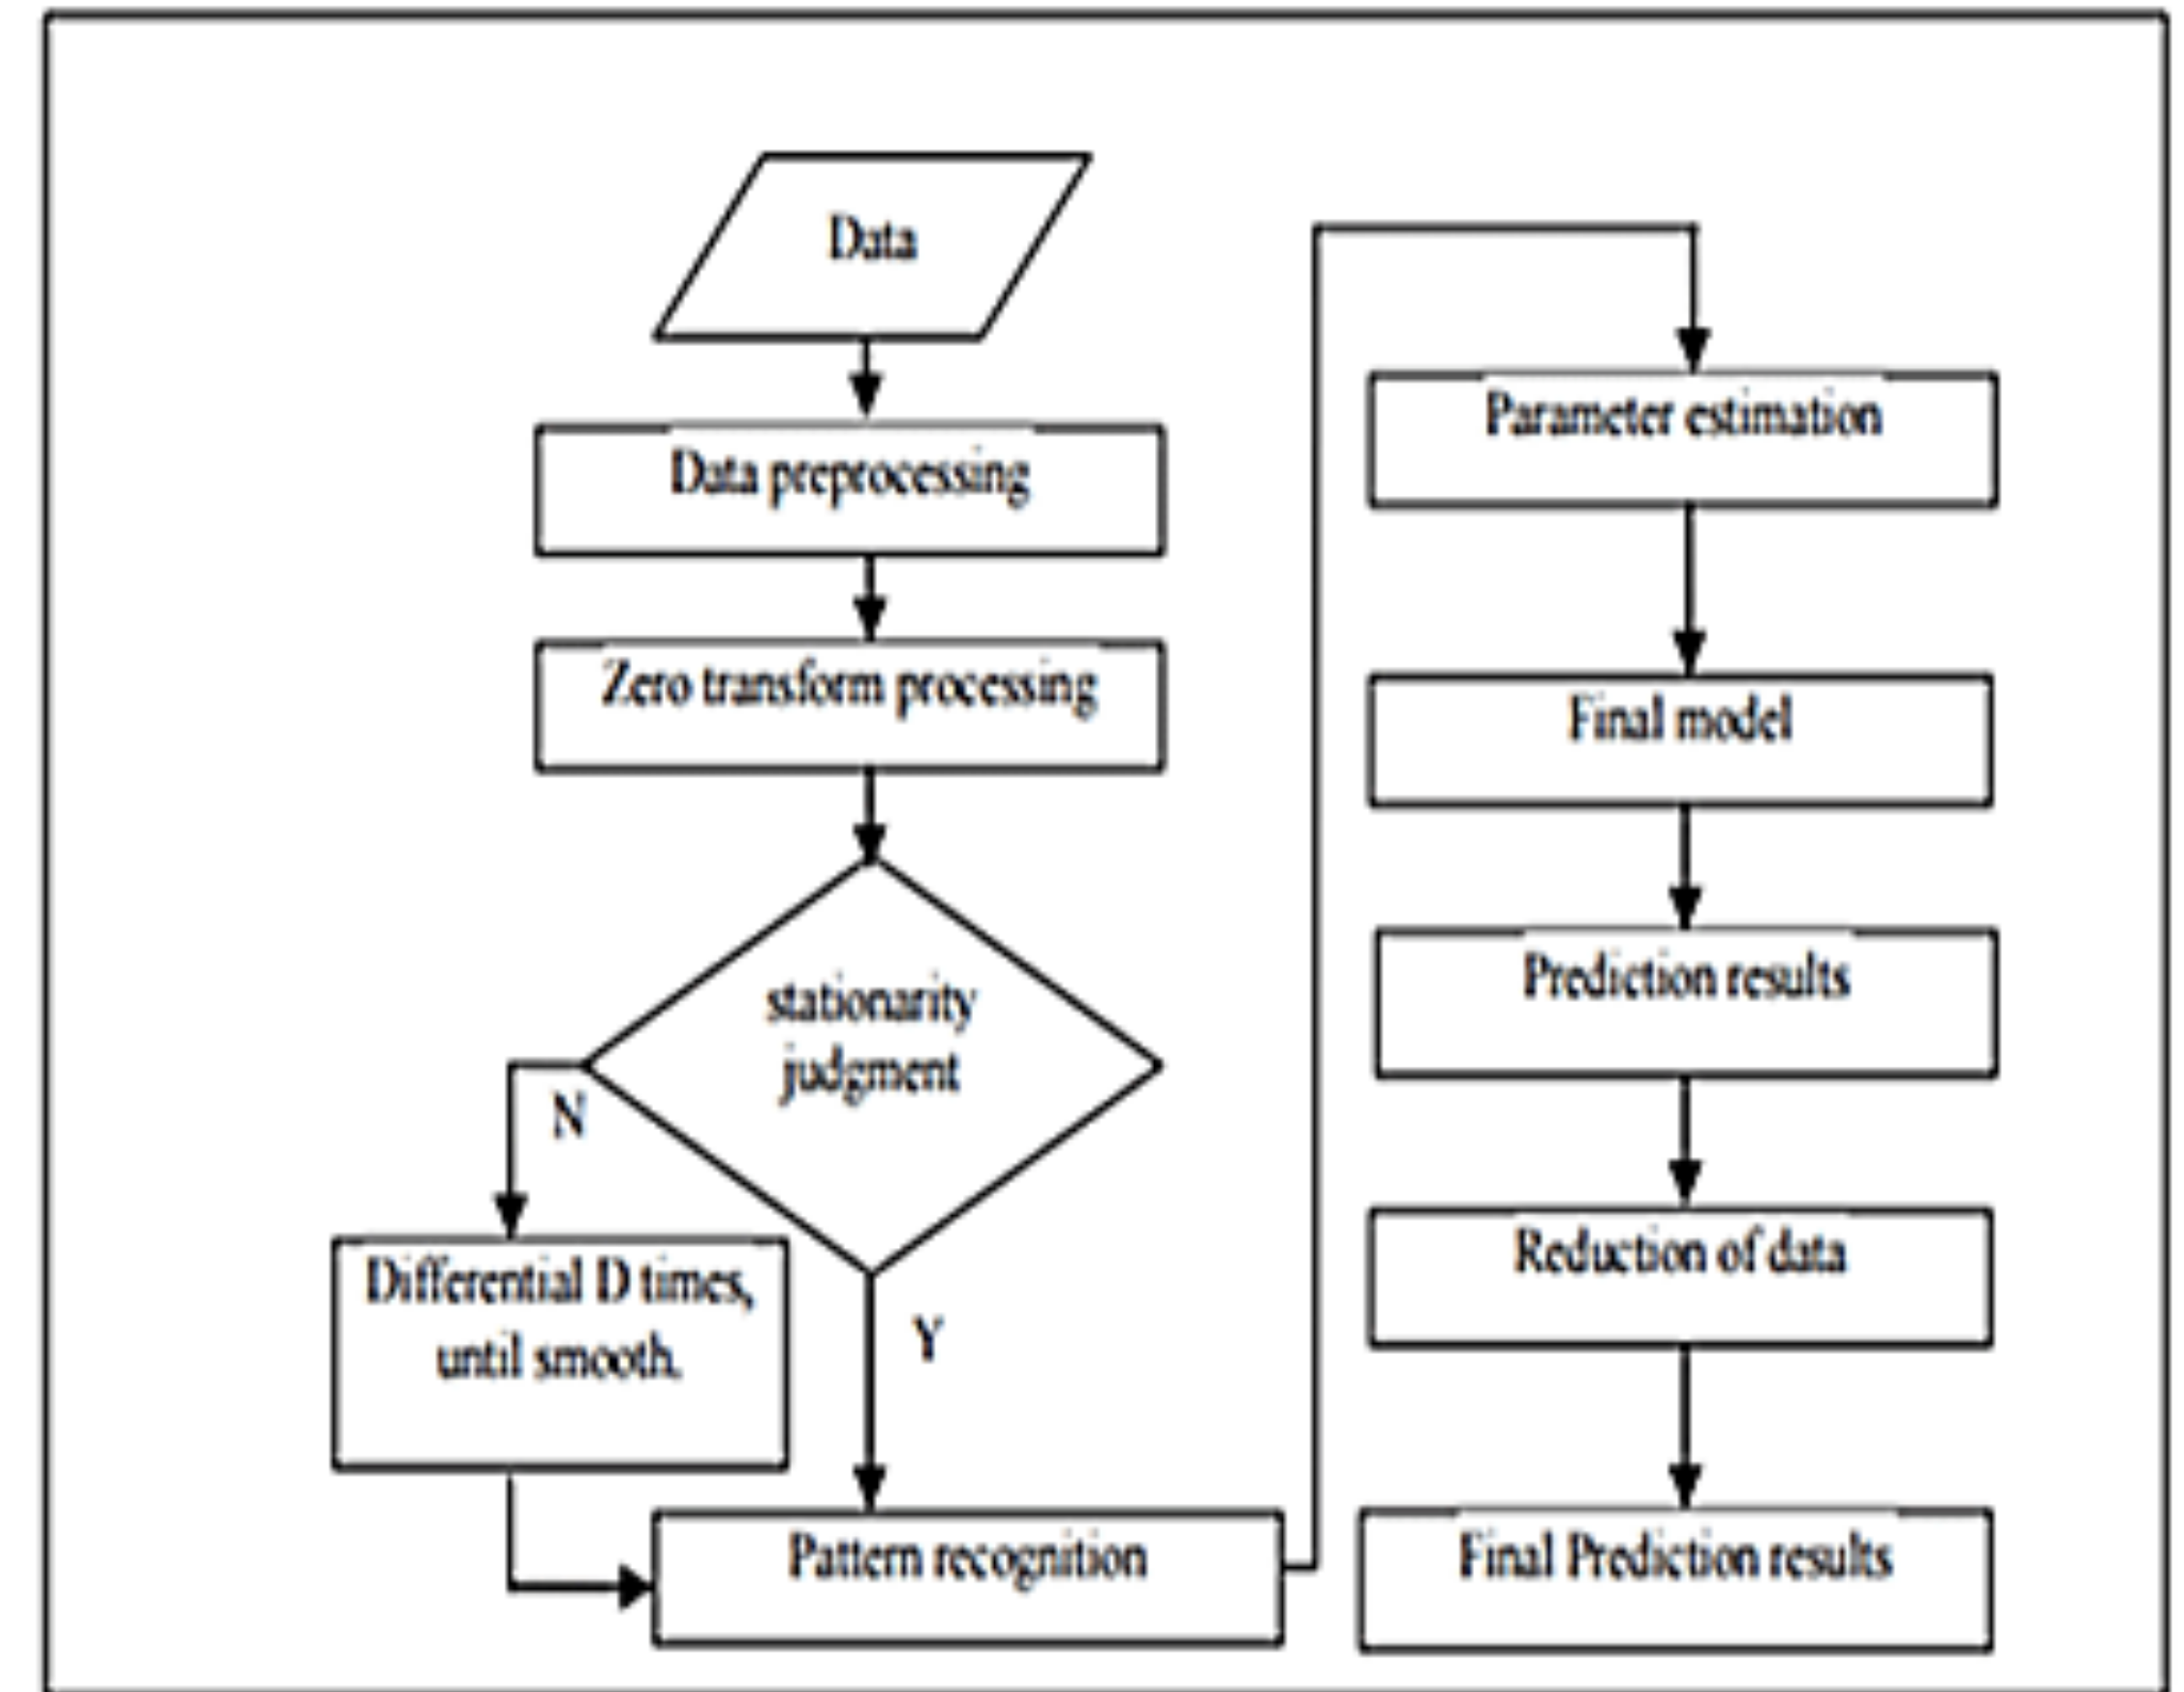 Data
Data preprocessing
Zero transform processing
stationarity
judgment
N
Y
Differential D times,
until smooth.
Pattern recognition
Parameter estimation
Final model
Prediction results
Reduction of data
Final Prediction results